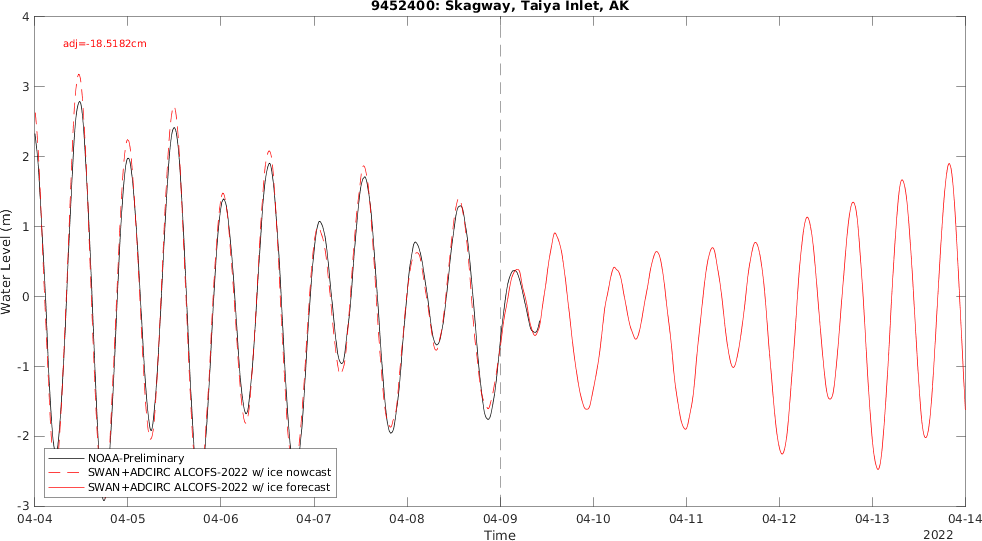 9452400: Skagway, Taiya Inlet, AK
4
adj=-18.5182cm
3
2
1
0
-1
-2
-3
Water Level (m)
NOAA-Preliminary
SWAN+ADCIRC ALCOFS-2022 w/ ice nowcast
SWAN+ADCIRC ALCOFS-2022 w/ ice forecast
04-04 04-05 04-06 04-07 04-08 04-09 04-10 04-11 04-12 04-13 04-14
Time
2022